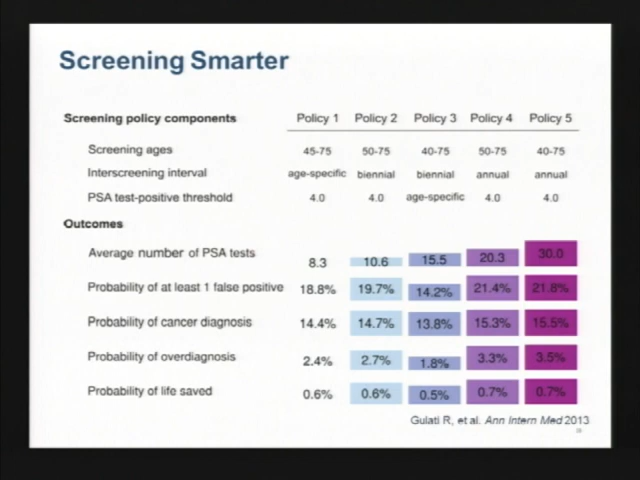 Screening Smarter
Screening policy components Policy 1 Policy 2 Policy 3 Policy 4 Policy 5
Screening ages 45-75 50-75 40-75 50-75 40-75
Interscreening interval age-specific biennial biennial annual annual
PSA test-positive threshold 4.0 4.0 age-specific 4.0 4.0
Outcomes
Average number of PSA tests 8.3 10.6 15.5 20.3 30.0
Probability of at least 1 false positive 18.8% 19.7% 14.2% 21.4% 21.8%
Probability of cancer diagnosis 14.4% 14.7% 13.8% 15.3% 15.5%
Probability of overdiagnosis 2.4% 2.7% 1.8% 3.3% 3.5%
Probability of life saved 0.6% 0.6% 0.5% 0.7% 0.7%
Gulati R, et al. Ann Intern Med 2013